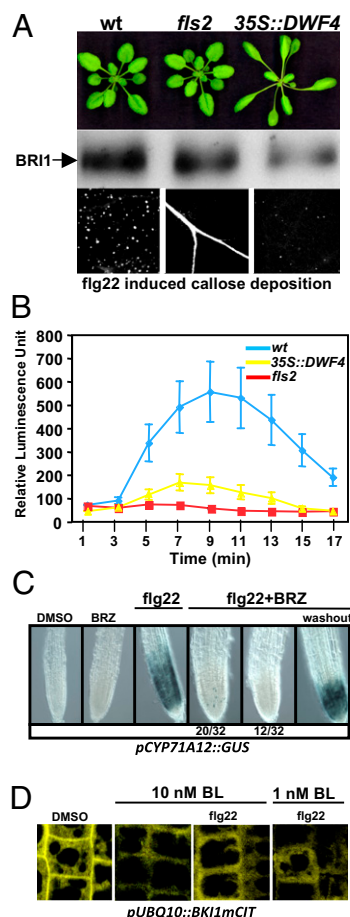 A
wt fls2 35S::DWF4
BRI1
flg22 induced callose deposition
B
Relative Luminescence Unit
800
700
600
500
400
300
200
100
0
wt
35S::DWF4
fls2
1 3 5 7 9 11 13 15 17
Time (min)
C
flg22 flg22+BRZ
DMSO BRZ washout
20/32 12/32
pCYP71A12::GUS
D
10 nM BL 1 nM BL
DMSO flg22 flg22
pUBQ10::BKI1mCIT